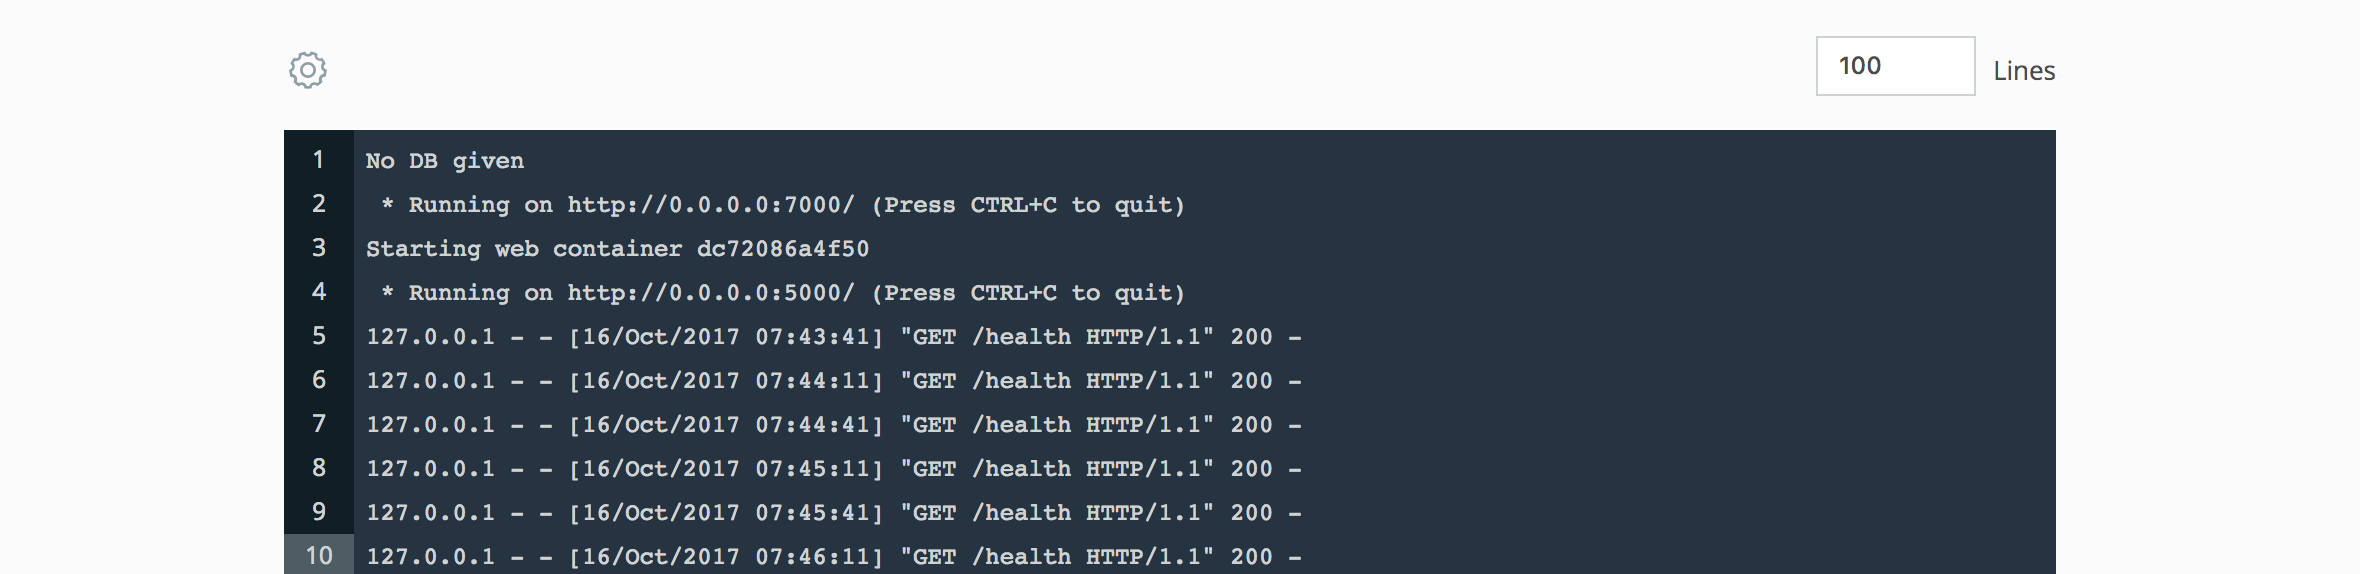 100 Lines
1 No DB given
2  * Running on http://0.0.0.0:7000/ (Press CTRL+C to quit)
3 Starting web container dc72086a4f50
4  * Running on http://0.0.0.0:5000/ (Press CTRL+C to quit)
5 127.0.0.1 - - [16/Oct/2017 07:43:41] "GET /health HTTP/1.1" 200 -
6 127.0.0.1 - - [16/Oct/2017 07:44:11] "GET /health HTTP/1.1" 200 -
7 127.0.0.1 - - [16/Oct/2017 07:44:41] "GET /health HTTP/1.1" 200 -
8 127.0.0.1 - - [16/Oct/2017 07:45:11] "GET /health HTTP/1.1" 200 -
9 127.0.0.1 - - [16/Oct/2017 07:45:41] "GET /health HTTP/1.1" 200 -
10 127.0.0.1 - - [16/Oct/2017 07:46:11] "GET /health HTTP/1.1" 200 -